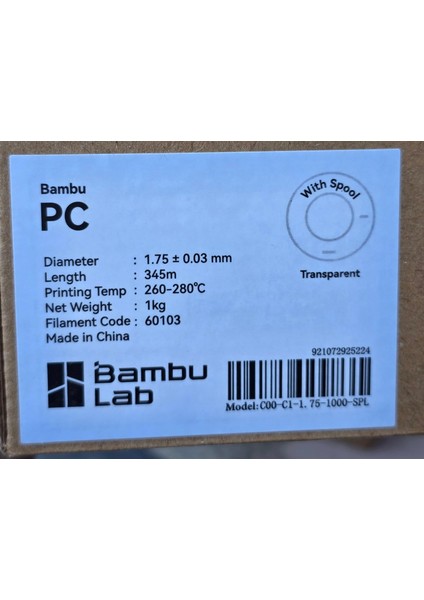 Bambu
PC
With Spool
Transparent
Diameter : 1.75 ± 0.03 mm
Length : 345m
Printing Temp : 260-280℃
Net Weight : 1kg
Filament Code : 60103
Made in China
921072925224
Bambu
Lab
Model:C00-C1-1.75-1000-SPL